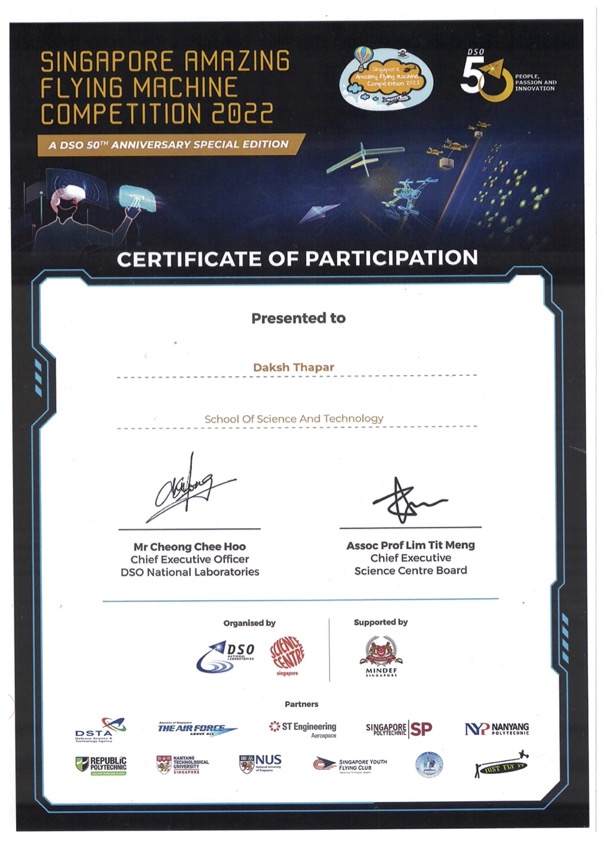 SINGAPORE AMAZING
FLYING MACHINE
COMPETITION 2022
A DSO 50TH ANNIVERSARY SPECIAL EDITION
Singapore
Amazing Flying Machine
Competition 2022
DSO
50
PEOPLE,
PASSION AND
INNOVATION
CERTIFICATE OF PARTICIPATION
Presented to
Daksh Thapar
School Of Science And Technology
Mr Cheong Chee Hoo
Chief Executive Officer
DSO National Laboratories
Assoc Prof Lim Tit Meng
Chief Executive
Science Centre Board
Organised by
Supported by
DSO
NATIONAL LABORATORIES
SCIENCE
CENTRE
singapore
MINDEF
SINGAPORE
Partners
DSTA
Defence Science &
Technology Agency
Republic of Singapore
THE AIR FORCE
ABOVE ALL
ST Engineering
Aerospace
SINGAPORE
POLYTECHNIC
SP
NYP NANYANG
POLYTECHNIC
REPUBLIC
POLYTECHNIC
NANYANG
TECHNOLOGICAL
UNIVERSITY
SINGAPORE
NUS
National University
of Singapore
SINGAPORE YOUTH
FLYING CLUB
JUST FLY IT